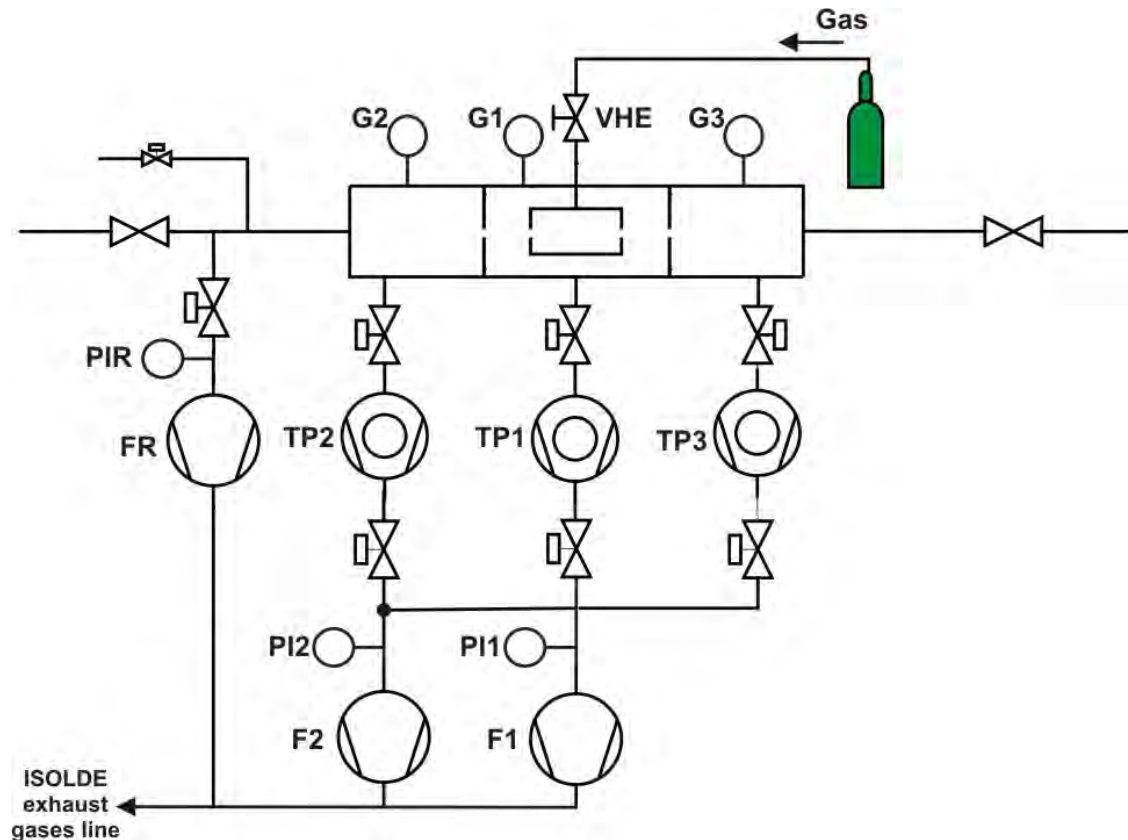 Gas
G2
G1
VHE
G3
PIR
FR
TP2
TP1
TP3
PI2
PI1
F2
F1
ISOLDE
exhaust
gases line